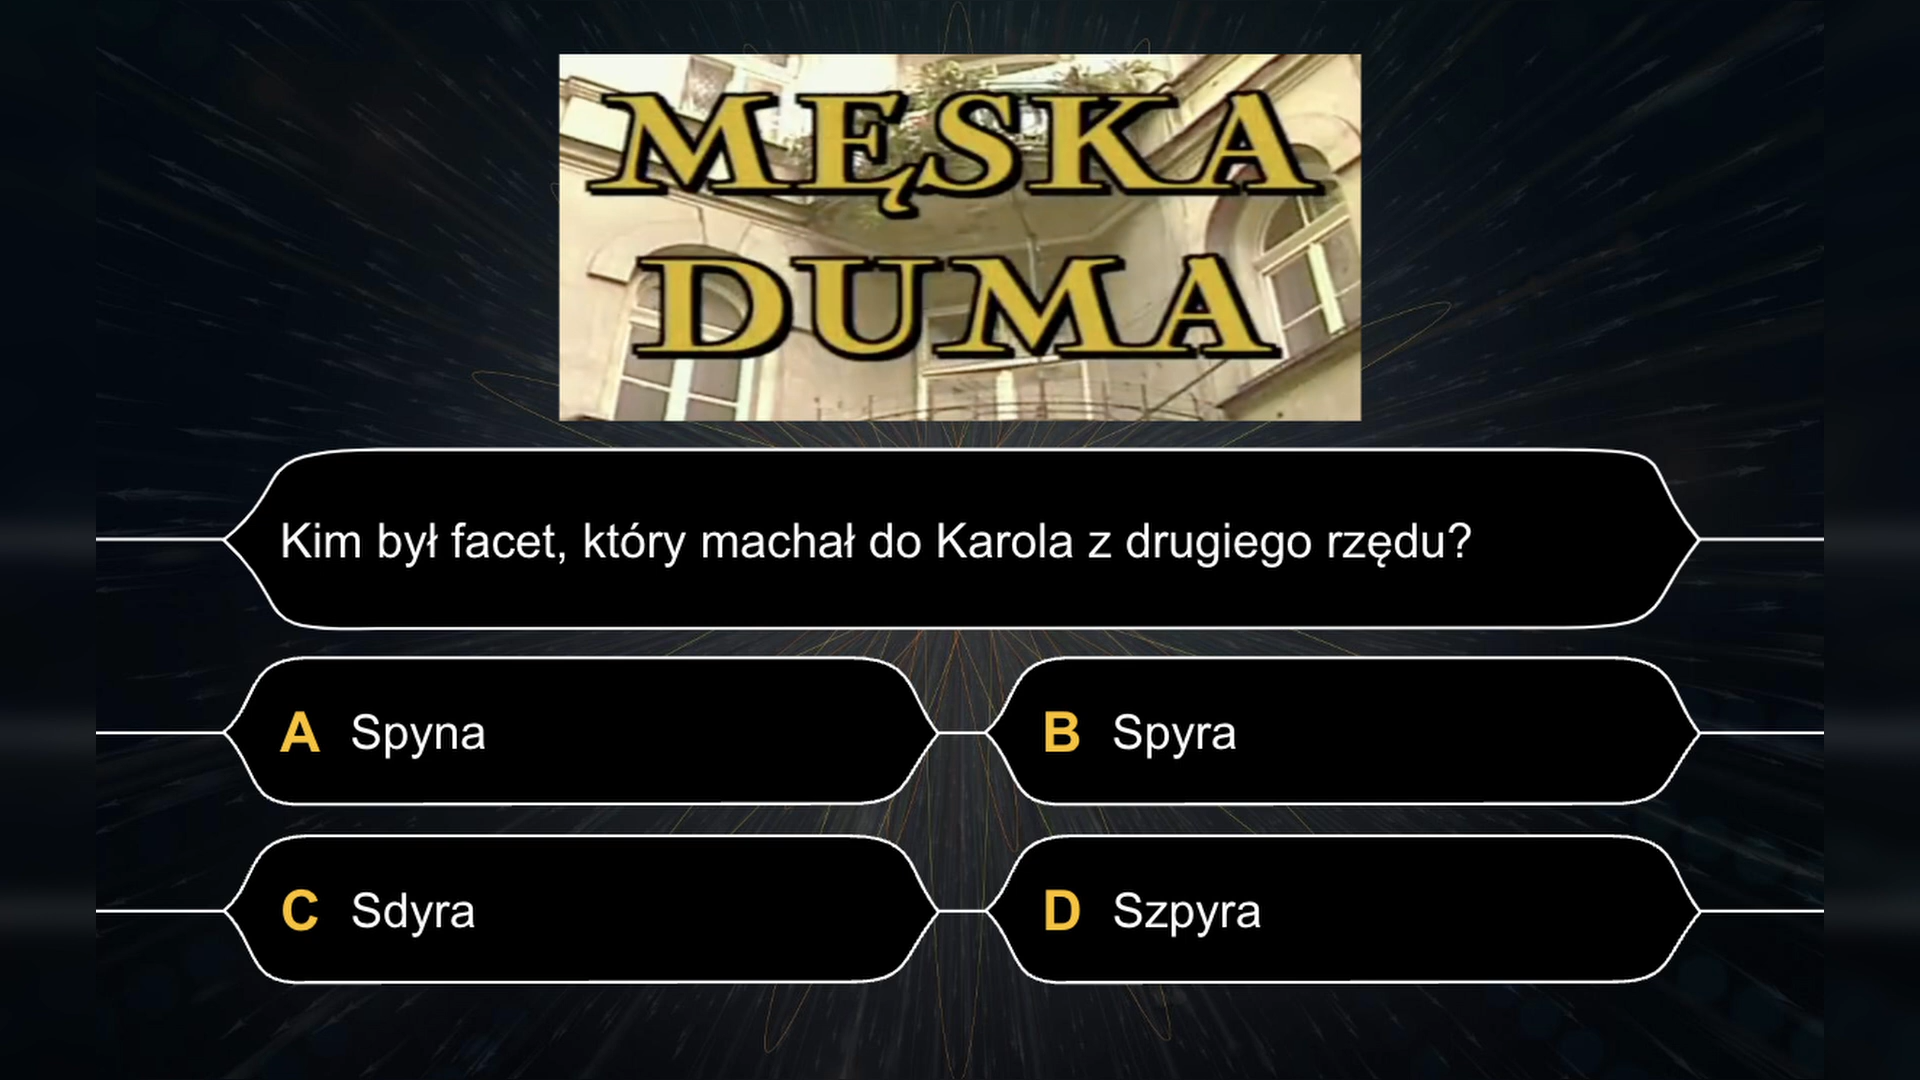 MĘSKA
DUMA
Kim był facet, który machał do Karola z drugiego rzędu?
A Spyna
B Spyra
C Sdyra
D Szpyra